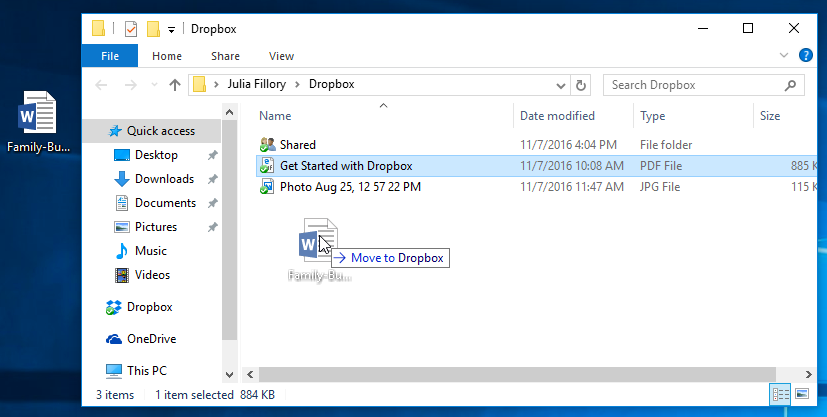 Dropbox
File Home Share View
Julia Fillory Dropbox
Search Dropbox
Name Date modified Type Size
Quick access
Desktop
Downloads
Documents
Pictures
Music
Videos
Dropbox
OneDrive
This PC
Shared 11/7/2016 4:04 PM File folder
Get Started with Dropbox 11/7/2016 10:08 AM PDF File 885 K
Photo Aug 25, 12 57 22 PM 11/7/2016 11:47 AM JPG File 115 K
W
Family-Bu...
W
Family-Bu...
Move to Dropbox
3 items 1 item selected 884 KB